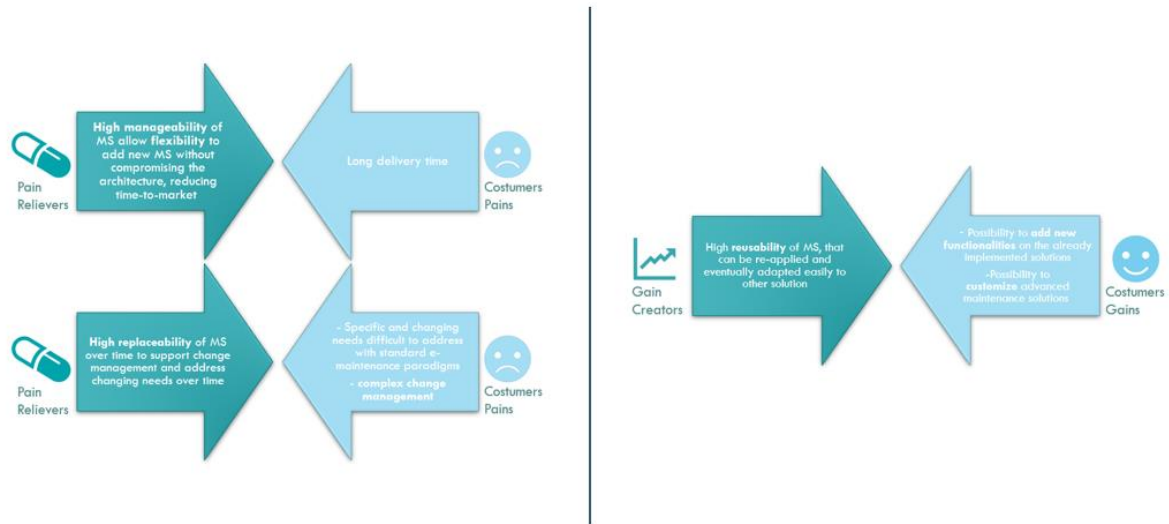 High manageability of
MS allow flexibility to
add new MS without
compromising the
architecture, reducing
time-to-market
Pain
Relievers
Long delivery time
Costumers
Pains
High replaceability of MS
over time to support change
management and address
changing needs over time
Pain
Relievers
- Specific and changing
needs difficult to address
with standard e-
maintenance paradigms
- complex change
management
Costumers
Pains
High reusability of MS, that
can be re-applied and
eventually adapted easily to
other solution
Gain
Creators
- Possibility to add new
functionalities on the already
implemented solutions
-Possibility to
customize advanced
maintenance solutions
Costumers
Gains